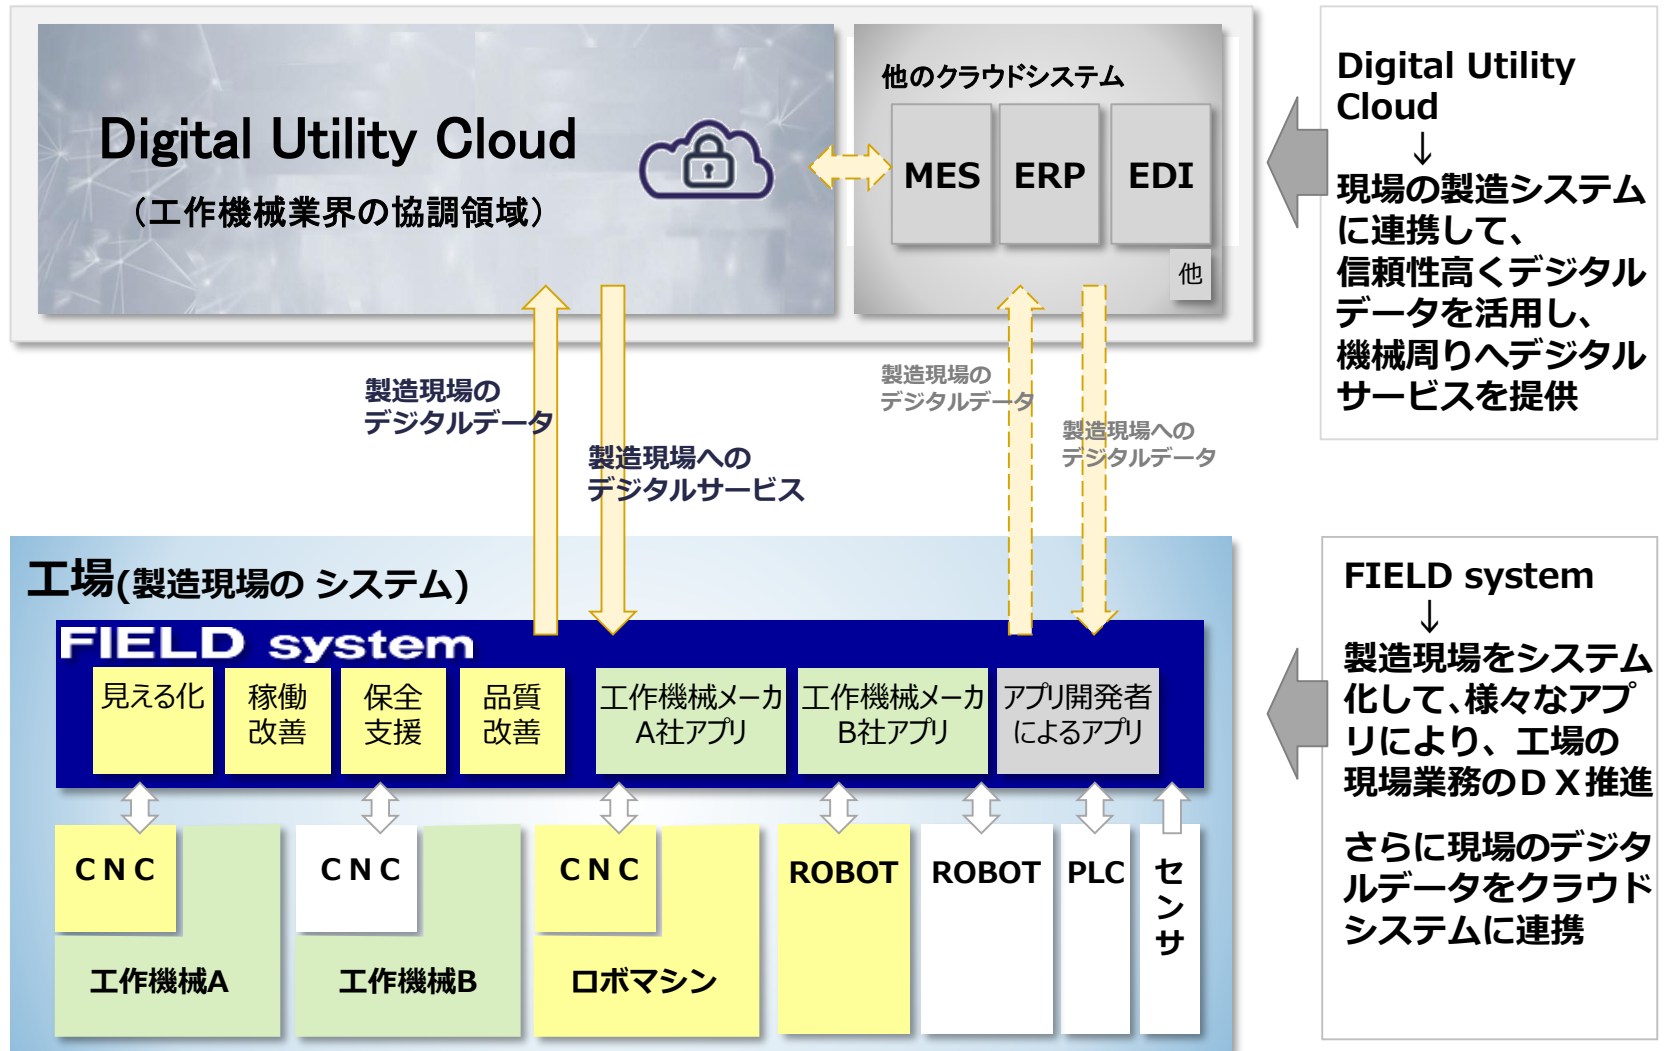 Digital Utility Cloud
（工作機械業界の協調領域）
他のクラウドシステム
MES
ERP
EDI
他
Digital Utility
Cloud
↓
現場の製造システム
に連携して、
信頼性高くデジタル
データを活用し、
機械周りへデジタル
サービスを提供
製造現場の
デジタルデータ
製造現場への
デジタルサービス
製造現場の
デジタルデータ
製造現場への
デジタルデータ
工場(製造現場の システム)
FIELD system
見える化
稼働
改善
保全
支援
品質
改善
工作機械メーカ
A社アプリ
工作機械メーカ
B社アプリ
アプリ開発者
によるアプリ
ＣＮＣ
工作機械A
ＣＮＣ
工作機械B
ＣＮＣ
ロボマシン
ROBOT
ROBOT
PLC
センサ
FIELD system
↓
製造現場をシステム
化して、様々なアプ
リにより、工場の
現場業務のＤＸ推進
さらに現場のデジタ
ルデータをクラウド
システムに連携